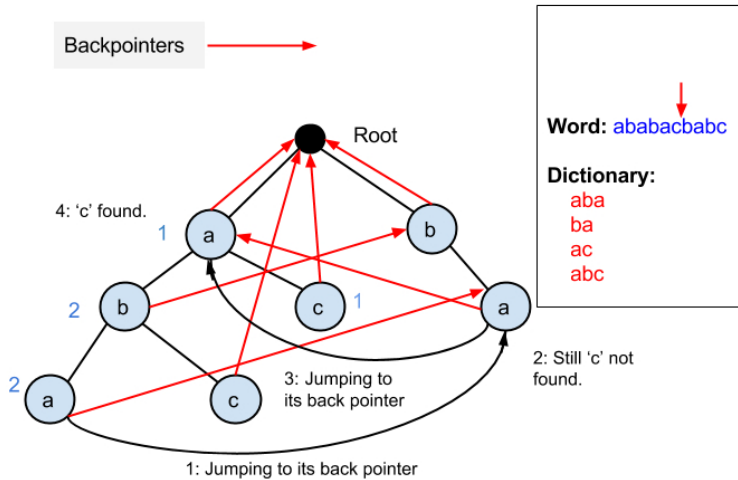 Backpointers
Root
Word: ababacbabc
Dictionary:
aba
ba
ac
abc
4: ‘c’ found.
1
a
b
2
b
c
1
a
2: Still ‘c’ not
found.
2
a
c
3: Jumping to
its back pointer
1: Jumping to its back pointer